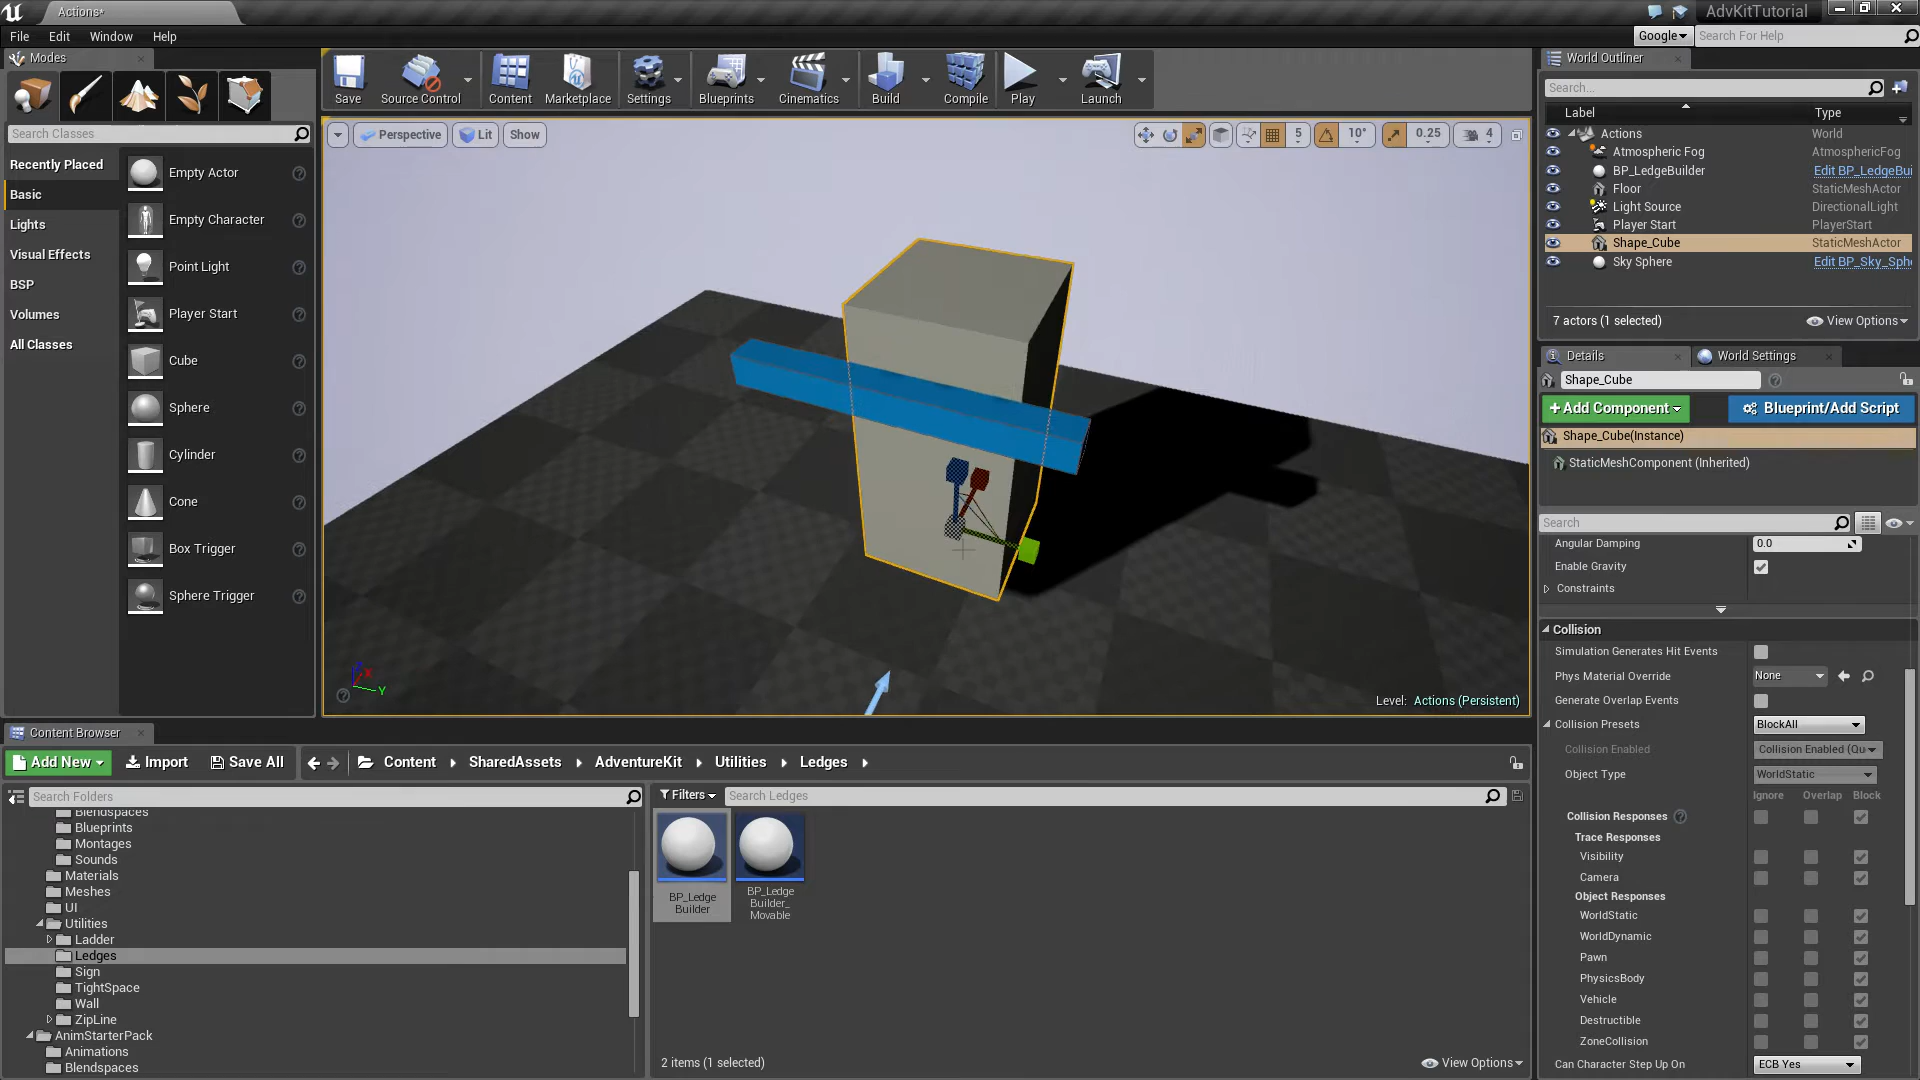 Actions*
AdvKitTutorial
File Edit Window Help
Google
Search For Help
Modes
Search Classes
Recently Placed
Basic
Lights
Visual Effects
BSP
Volumes
All Classes
Empty Actor
Empty Character
Point Light
Player Start
Cube
Sphere
Cylinder
Cone
Box Trigger
Sphere Trigger
Save
Source Control
Content
Marketplace
Settings
Blueprints
Cinematics
Build
Compile
Play
Launch
Perspective
Lit
Show
5
10°
0.25
4
X
Y
Level: Actions (Persistent)
World Outliner
Search...
Label Type
Actions World
Atmospheric Fog AtmosphericFog
BP_LedgeBuilder Edit BP_LedgeBui
Floor StaticMeshActor
Light Source DirectionalLight
Player Start PlayerStart
Shape_Cube StaticMeshActor
Sky Sphere Edit BP_Sky_Sphe
7 actors (1 selected)
View Options
Details
World Settings
Shape_Cube
+Add Component
Blueprint/Add Script
Shape_Cube(Instance)
StaticMeshComponent (Inherited)
Search
Angular Damping 0.0
Enable Gravity
Constraints
Collision
Simulation Generates Hit Events
Phys Material Override None
Generate Overlap Events
Collision Presets BlockAll
Collision Enabled Collision Enabled (Qu
Object Type WorldStatic
Ignore Overlap Block
Collision Responses
Trace Responses
Visibility
Camera
Object Responses
WorldStatic
WorldDynamic
Pawn
PhysicsBody
Vehicle
Destructible
ZoneCollision
Can Character Step Up On ECB Yes
Content Browser
Add New
Import
Save All
Content SharedAssets AdventureKit Utilities Ledges
Search Folders
Blendspaces
Blueprints
Montages
Sounds
Materials
Meshes
UI
Utilities
Ladder
Ledges
Sign
TightSpace
Wall
ZipLine
AnimStarterPack
Animations
Blendspaces
Filters
Search Ledges
BP_Ledge
Builder
BP_Ledge
Builder_
Movable
2 items (1 selected)
View Options